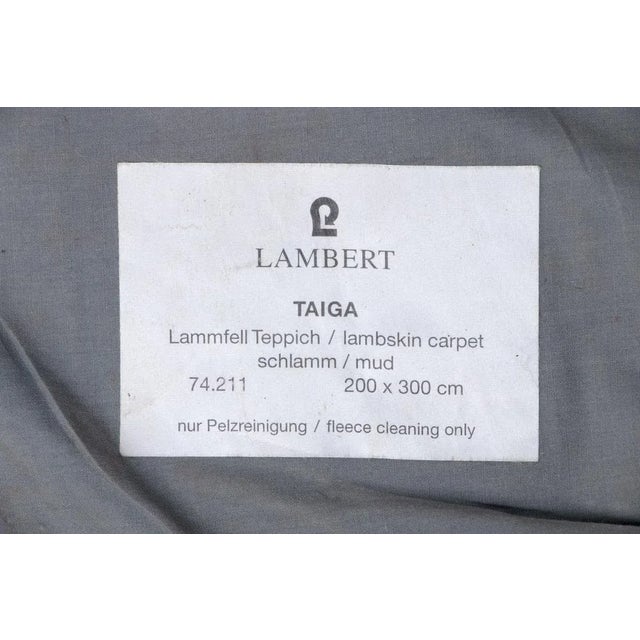 LAMBERT
TAIGA
Lammfell Teppich / lambskin carpet
schlamm / mud
74.211 200 x 300 cm
nur Pelzreinigung / fleece cleaning only